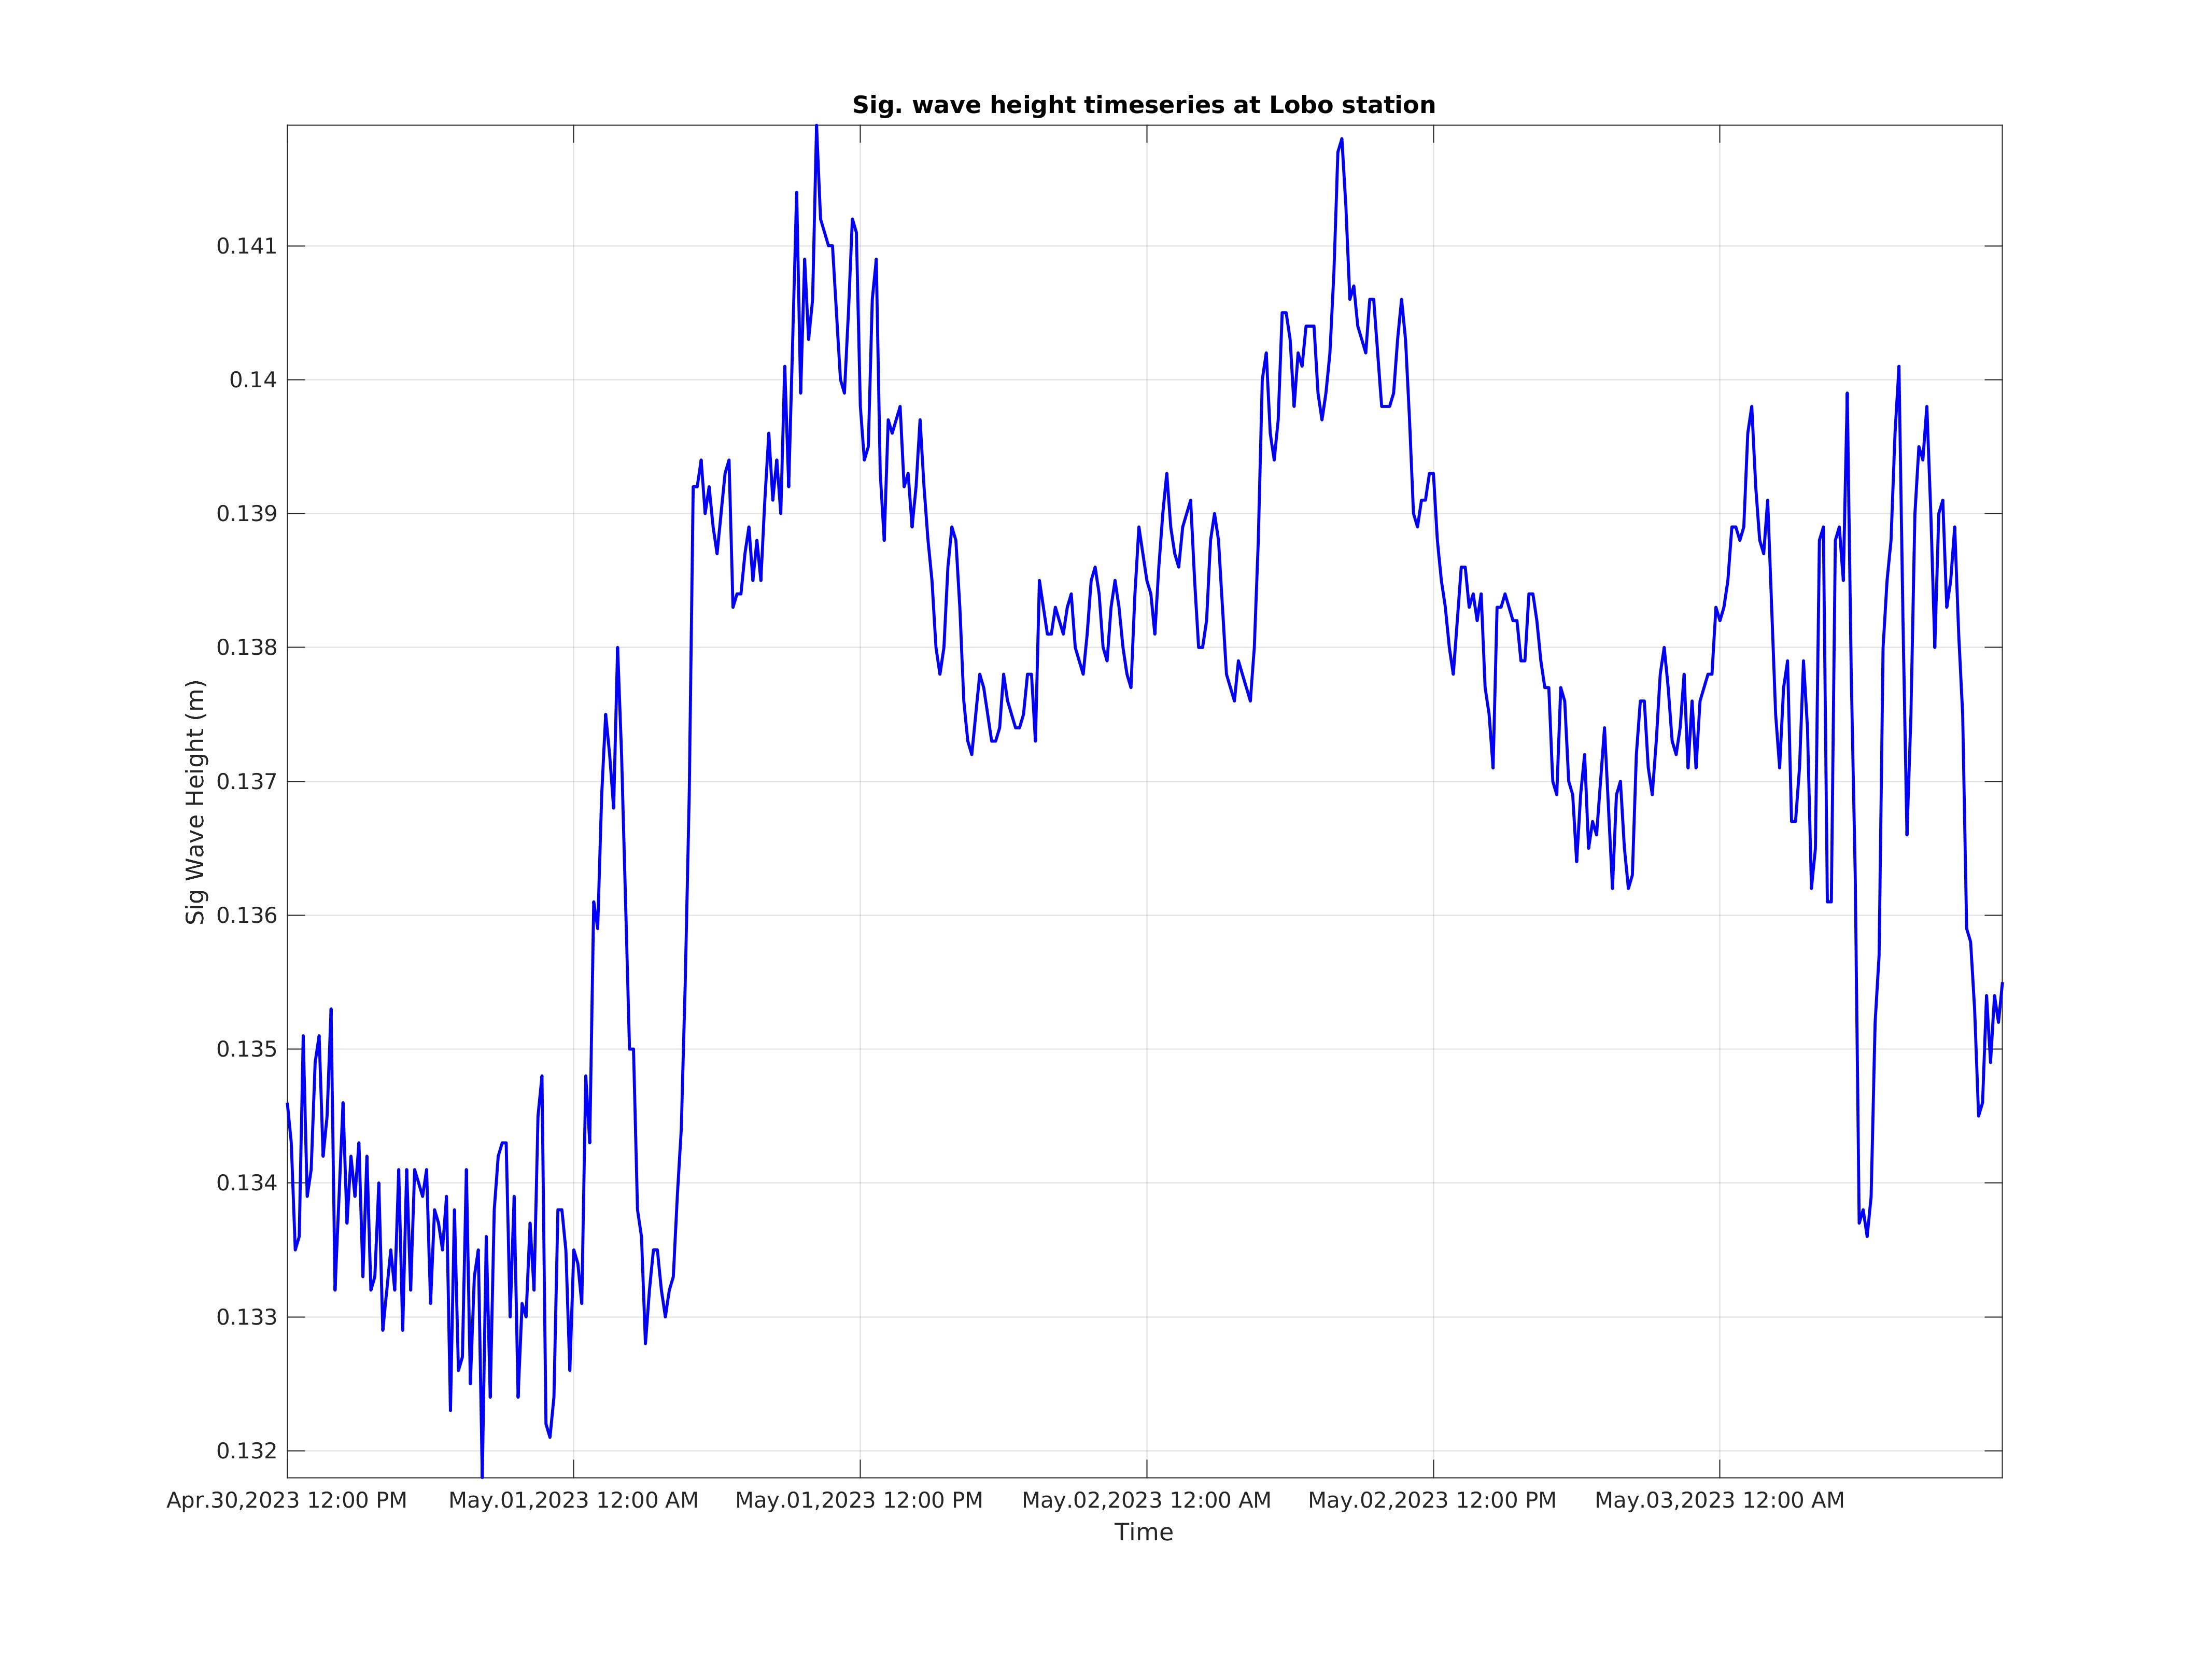 Sig. wave height timeseries at Lobo station
0.141
0.14
0.139
0.138
0.137
0.136
0.135
0.134
0.133
0.132
Sig Wave Height (m)
Apr.30,2023 12:00 PM May.01,2023 12:00 AM May.01,2023 12:00 PM May.02,2023 12:00 AM May.02,2023 12:00 PM May.03,2023 12:00 AM
Time